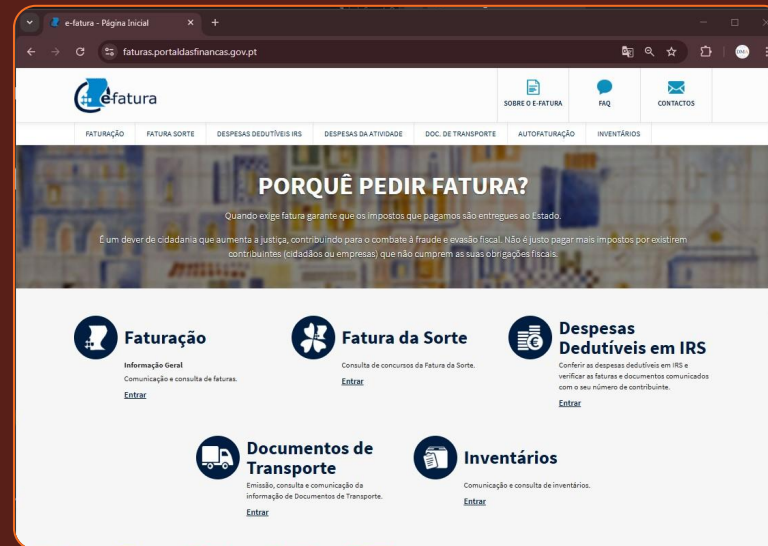 e-fatura - Página Inicial
faturas.portaldasfinancas.gov.pt
e-fatura
SOBRE O E-FATURA
FAQ
CONTACTOS
FATURAÇÃO FATURA SORTE DESPESAS DEDUTÍVEIS IRS DESPESAS DA ATIVIDADE DOC. DE TRANSPORTE AUTOFATURAÇÃO INVENTÁRIOS
PORQUÊ PEDIR FATURA?
Quando exige fatura garante que os impostos que pagamos são entregues ao Estado.
É um dever de cidadania que aumenta a justiça, contribuindo para o combate à fraude e evasão fiscal. Não é justo pagar mais impostos por existirem
contribuintes (cidadãos ou empresas) que não cumprem as suas obrigações fiscais.
Faturação
Informação Geral
Comunicação e consulta de faturas.
Entrar
Fatura da Sorte
Consulta de concursos da Fatura da Sorte.
Entrar
Despesas
Dedutíveis em IRS
Conferir as despesas dedutíveis em IRS e
verificar as faturas e documentos comunicados
com o seu número de contribuinte.
Entrar
Documentos de
Transporte
Emissão, consulta e comunicação da
informação de Documentos de Transporte.
Entrar
Inventários
Comunicação e consulta de inventários.
Entrar